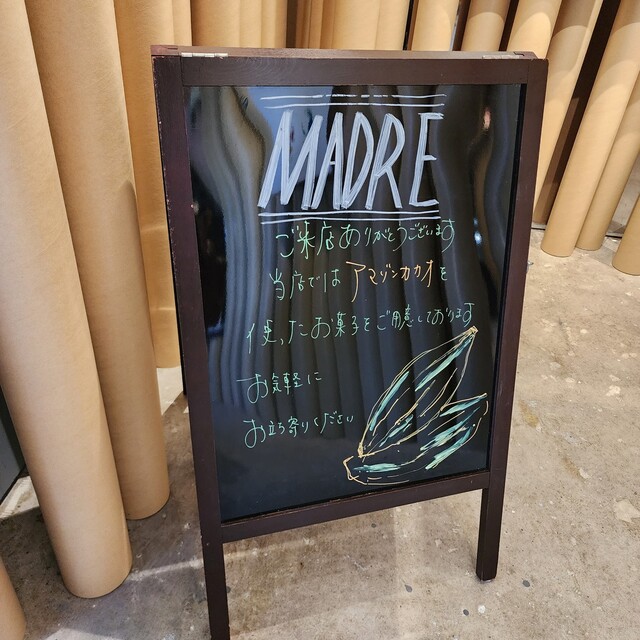 MADRE
ご来店ありがとうございます
当店では アマゾンカカオを
使ったお菓子をご用意しております
お気軽に
お立ち寄りください